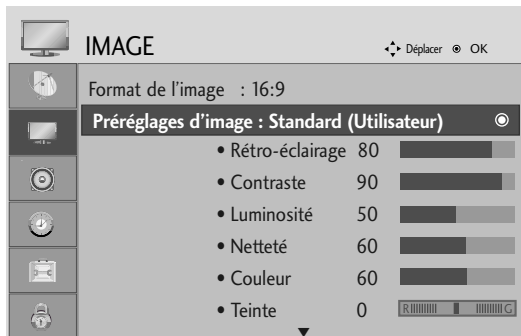 IMAGE
Déplacer OK
Format de l'image : 16:9
Préréglages d'image : Standard (Utilisateur)
• Rétro-éclairage 80
• Contraste 90
• Luminosité 50
• Netteté 60
• Couleur 60
• Teinte 0 R G